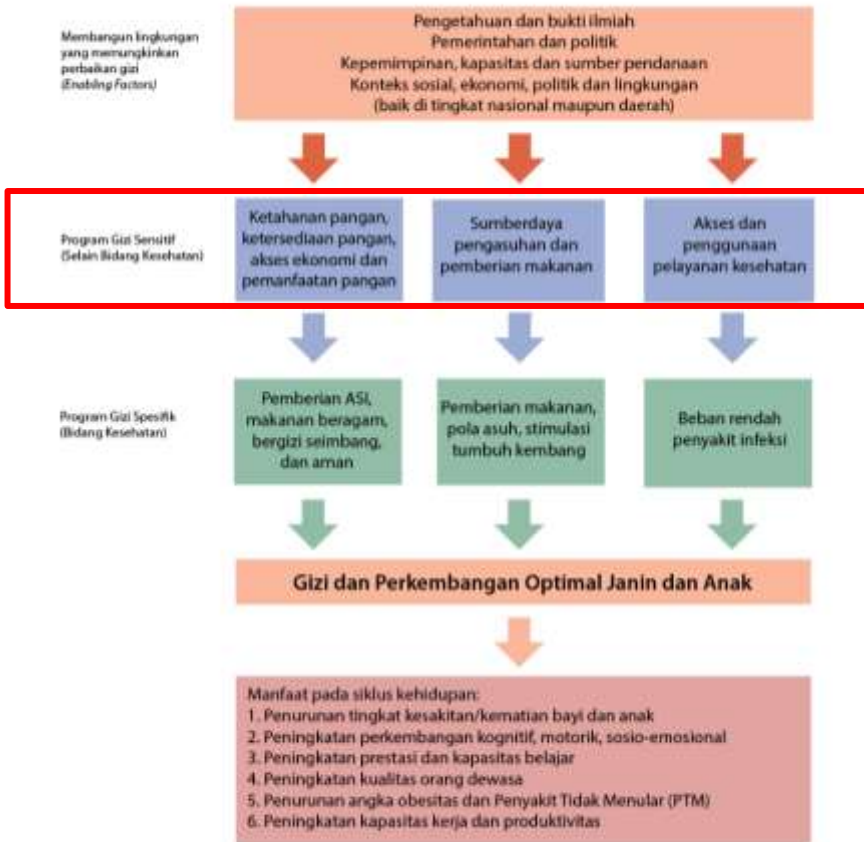 Membangun lingkungan
yang memungkinkan
perbaikan gizi
(Enabling Factors)
Pengetahuan dan bukti ilmiah
Pemerintahan dan politik
Kepemimpinan, kapasitas dan sumber pendanaan
Konteks sosial, ekonomi, politik dan lingkungan
(baik di tingkat nasional maupun daerah)
Program Gizi Sensitif
(Selain Bidang Kesehatan)
Ketahanan pangan,
ketersediaan pangan,
akses ekonomi dan
pemanfaatan pangan
Sumberdaya
pengasuhan dan
pemberian makanan
Akses dan
penggunaan
pelayanan kesehatan
Program Gizi Spesifik
(Bidang Kesehatan)
Pemberian ASI,
makanan beragam,
bergizi seimbang,
dan aman
Pemberian makanan,
pola asuh, stimulasi
tumbuh kembang
Beban rendah
penyakit infeksi
Gizi dan Perkembangan Optimal Janin dan Anak
Manfaat pada siklus kehidupan:
1. Penurunan tingkat kesakitan/kematian bayi dan anak
2. Peningkatan perkembangan kognitif, motorik, sosio-emosional
3. Peningkatan prestasi dan kapasitas belajar
4. Peningkatan kualitas orang dewasa
5. Penurunan angka obesitas dan Penyakit Tidak Menular (PTM)
6. Peningkatan kapasitas kerja dan produktivitas